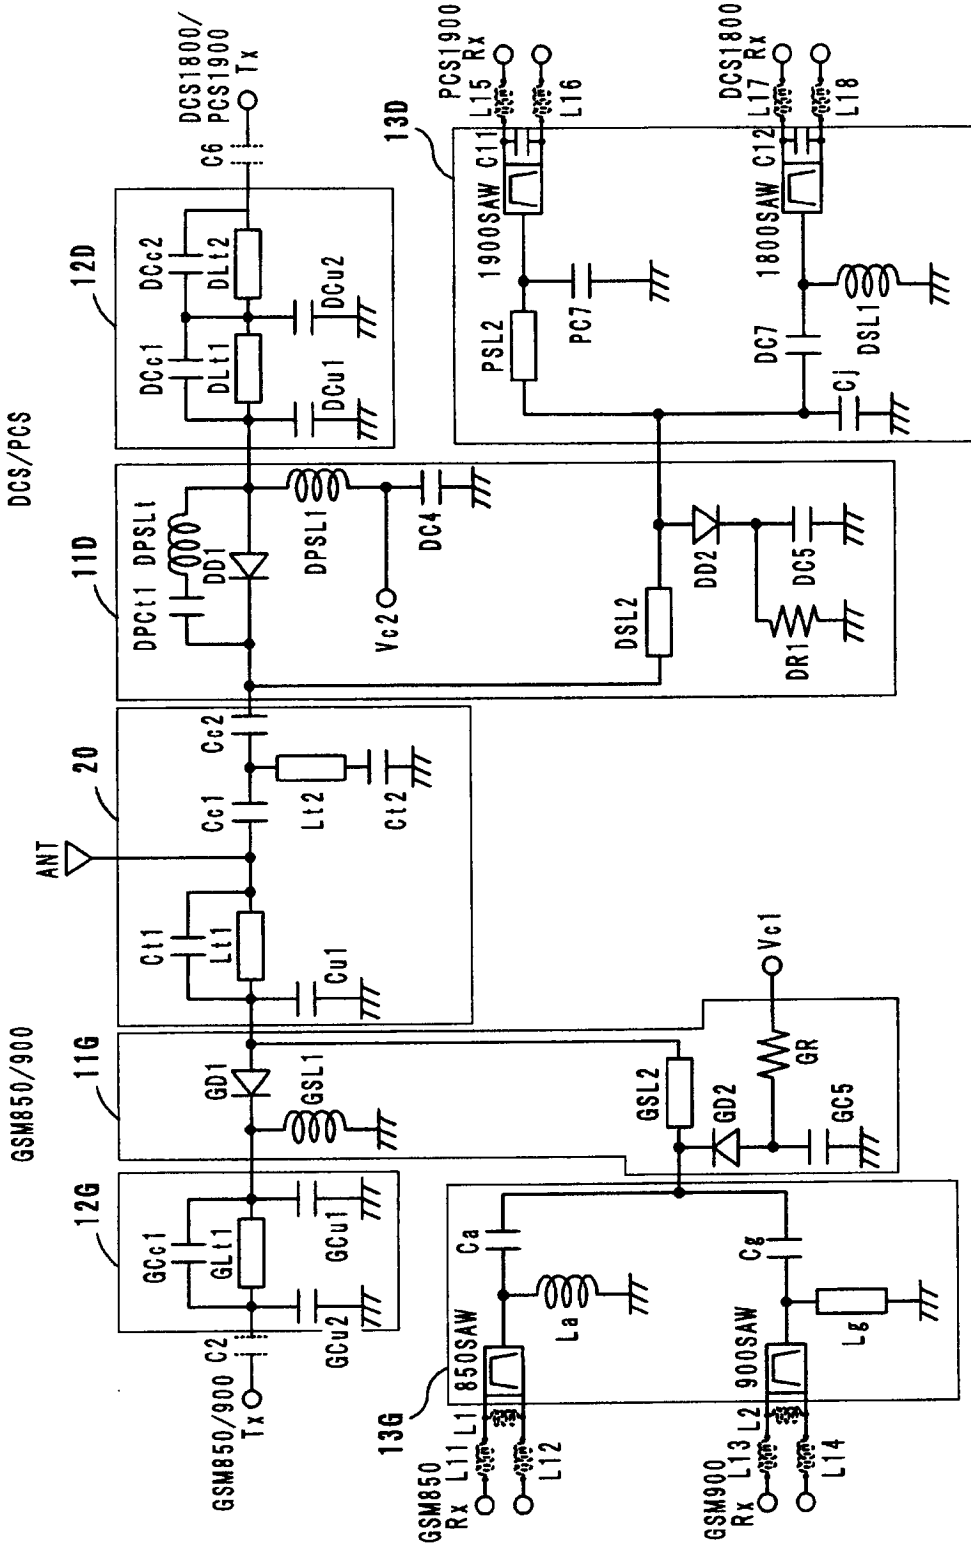 GSM850/900
DCS/PCS
ANT
12G
11G
20
11D
12D
GCc1
GLt1
GCu1
GCu2
C2
GSM850/900
Tx
GD1
GSL1
Ct1
Lt1
Cu1
Cc1
Cc2
Lt2
Ct2
DPCt1
DPSLt
DD1
DPSL1
Vc2
DC4
DCc1
DCc2
DLt1
DLt2
DCu1
DCu2
C6
DCS1800/
PCS1900
Tx
13G
GSM850
Rx
L11
L12
L1
850SAW
Ca
La
GSM900
Rx
L13
L14
L2
900SAW
Cg
Lg
GSL2
GD2
GC5
GR
Vc1
DSL2
DD2
DC5
DR1
13D
PSL2
PC7
1900SAW
C11
L15
L16
PCS1900
Rx
Cj
DC7
DSL1
1800SAW
C12
L17
L18
DCS1800
Rx